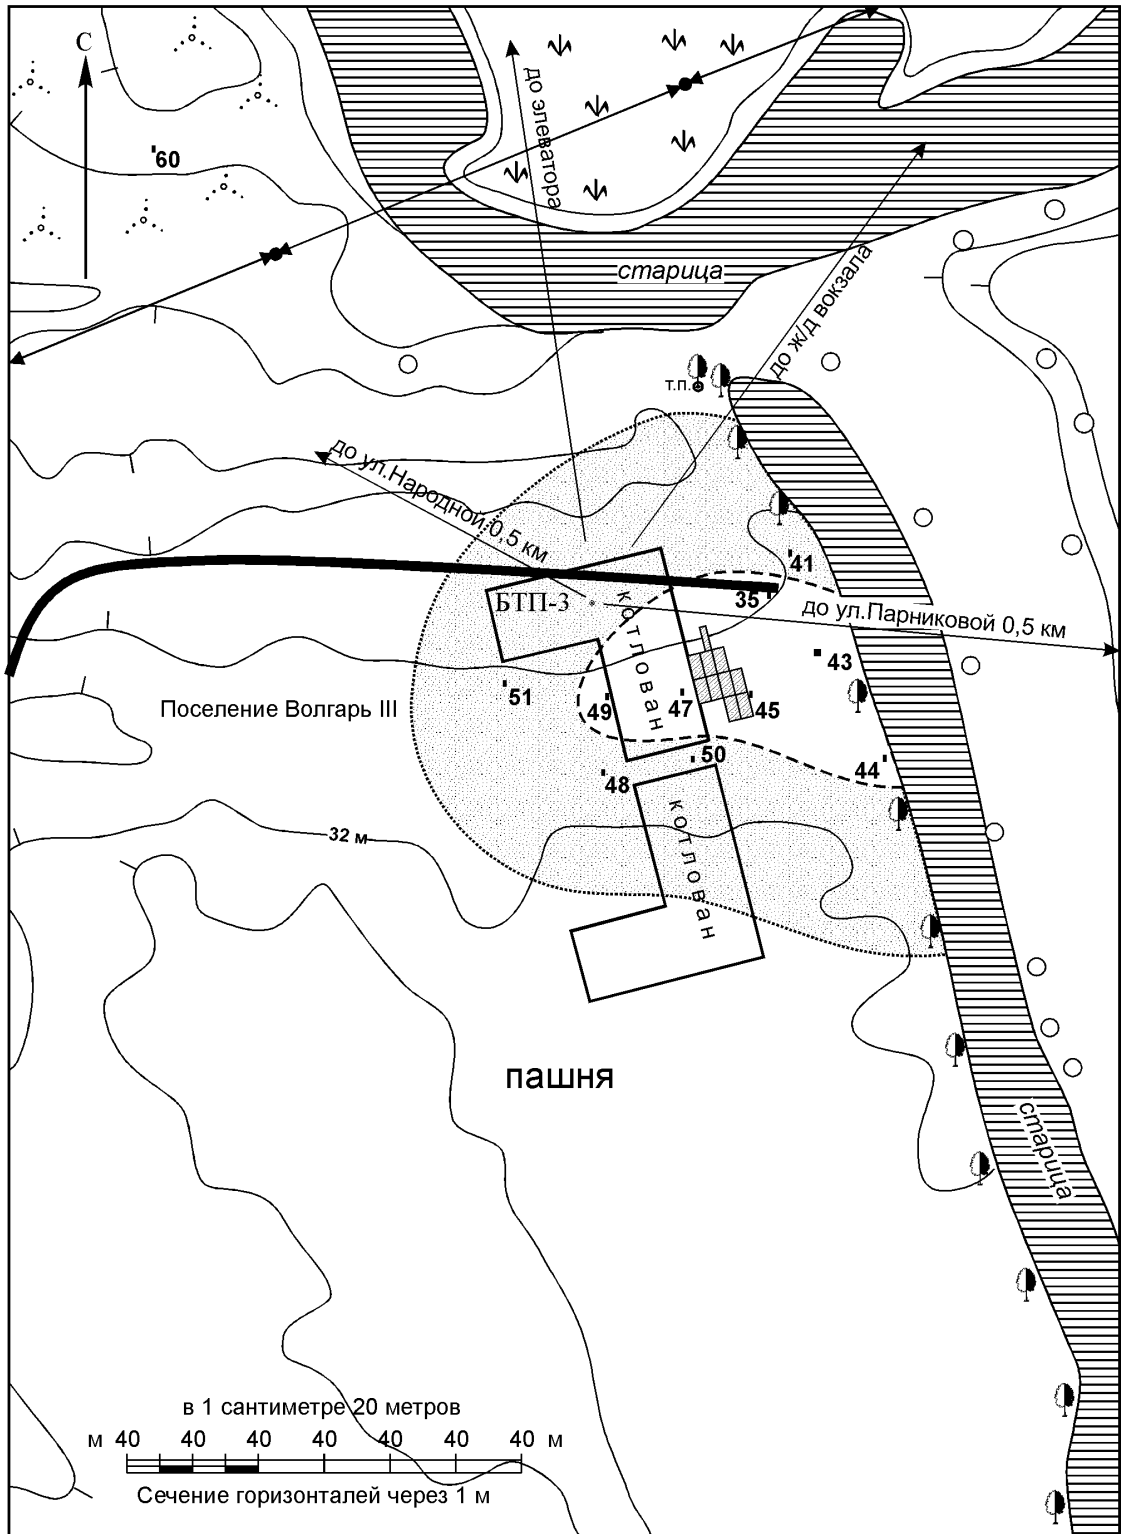 С
60
до элеватора
старица
до ж/д вокзала
т.п.
до ул.Народной 0,5 км
41
БТП-3
котлован
35
до ул.Парниковой 0,5 км
43
51
49
47
45
Поселение Волгарь III
50
44
48
котлован
32 м
пашня
старица
в 1 сантиметре 20 метров
м 40 40 40 40 40 40 40 м
Сечение горизонталей через 1 м